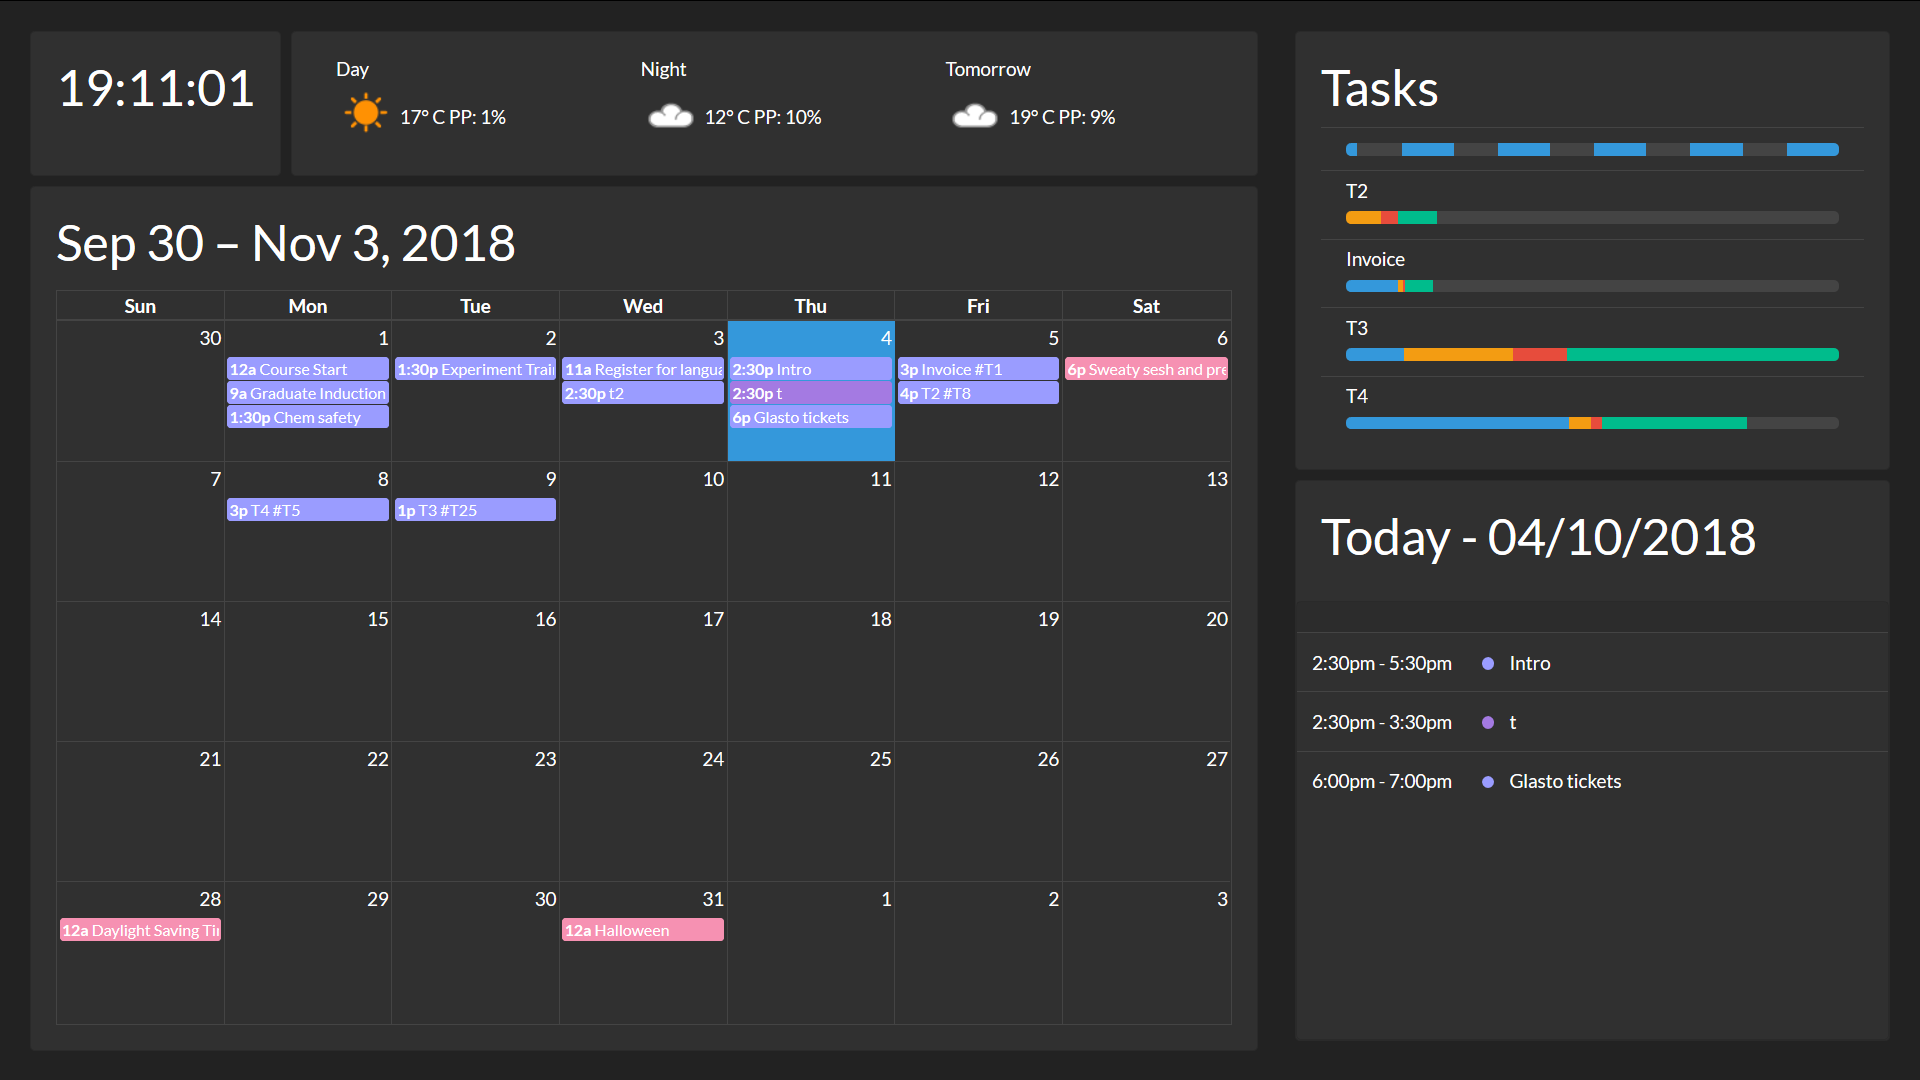 19:11:01
Day
17° C PP: 1%
Night
12° C PP: 10%
Tomorrow
19° C PP: 9%
Sep 30 – Nov 3, 2018
Sun Mon Tue Wed Thu Fri Sat
30 1 2 3 4 5 6
12a Course Start
9a Graduate Induction
1:30p Chem safety
1:30p Experiment Trai
11a Register for langua
2:30p t2
2:30p Intro
2:30p t
6p Glasto tickets
3p Invoice #T1
4p T2 #T8
6p Sweaty sesh and pre
7 8 9 10 11 12 13
3p T4 #T5
1p T3 #T25
14 15 16 17 18 19 20
21 22 23 24 25 26 27
28 29 30 31 1 2 3
12a Daylight Saving Ti
12a Halloween
Tasks
T2
Invoice
T3
T4
Today - 04/10/2018
2:30pm - 5:30pm Intro
2:30pm - 3:30pm t
6:00pm - 7:00pm Glasto tickets